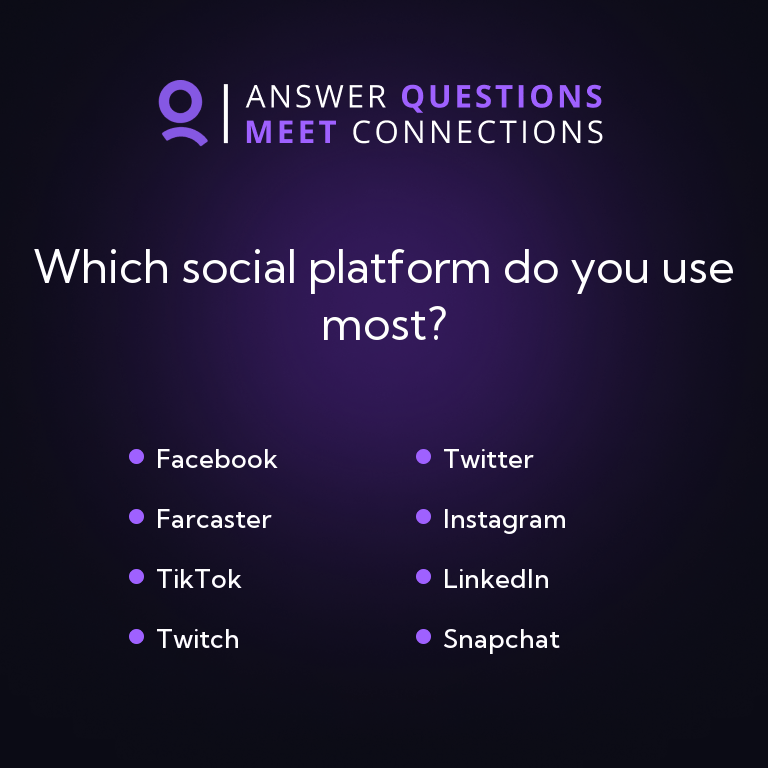 ANSWER QUESTIONS
MEET CONNECTIONS
Which social platform do you use
most?
Facebook
Twitter
Farcaster
Instagram
TikTok
LinkedIn
Twitch
Snapchat